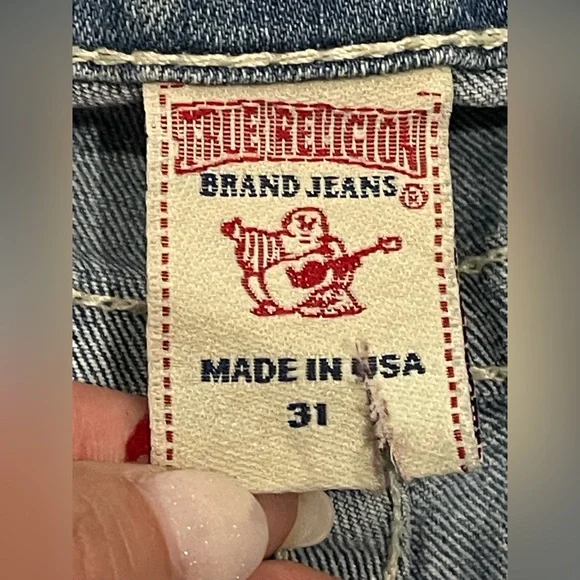 TRUE RELIGION
BRAND JEANS®
MADE IN USA
31